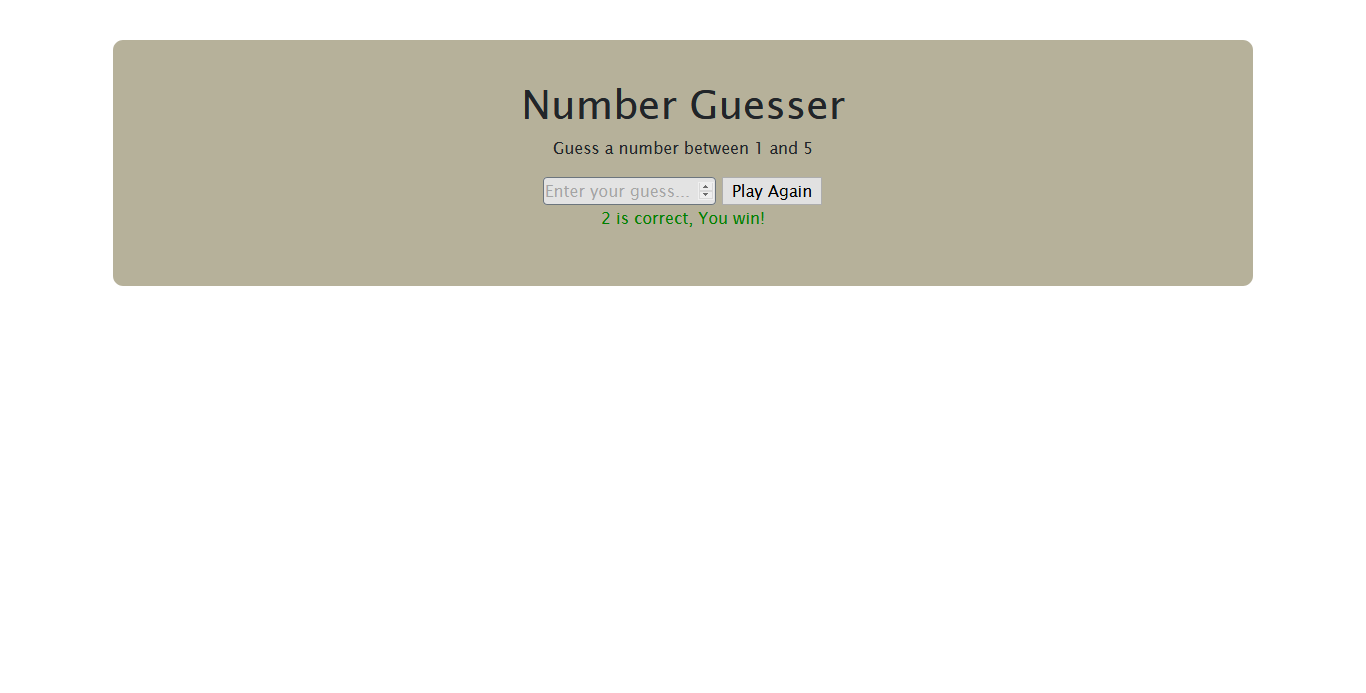 Number Guesser
Guess a number between 1 and 5
Enter your guess... Play Again
2 is correct, You win!